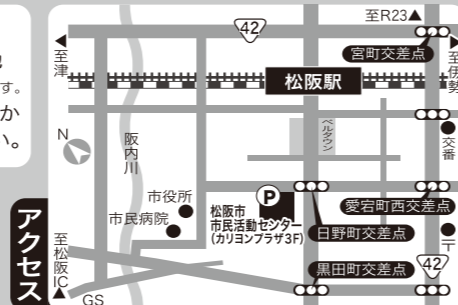 す。
か
い。
アクセス
至R23▲
42
▲
至津
宮町交差点
至伊勢
松阪駅
N
阪内川
ベルタウン
交番
市役所
市民病院
P
松阪市
市民活動センター
(カリヨンプラザ3F)
愛宕町西交差点
日野町交差点
〒
黒田町交差点
42
至松阪IC
▲
GS